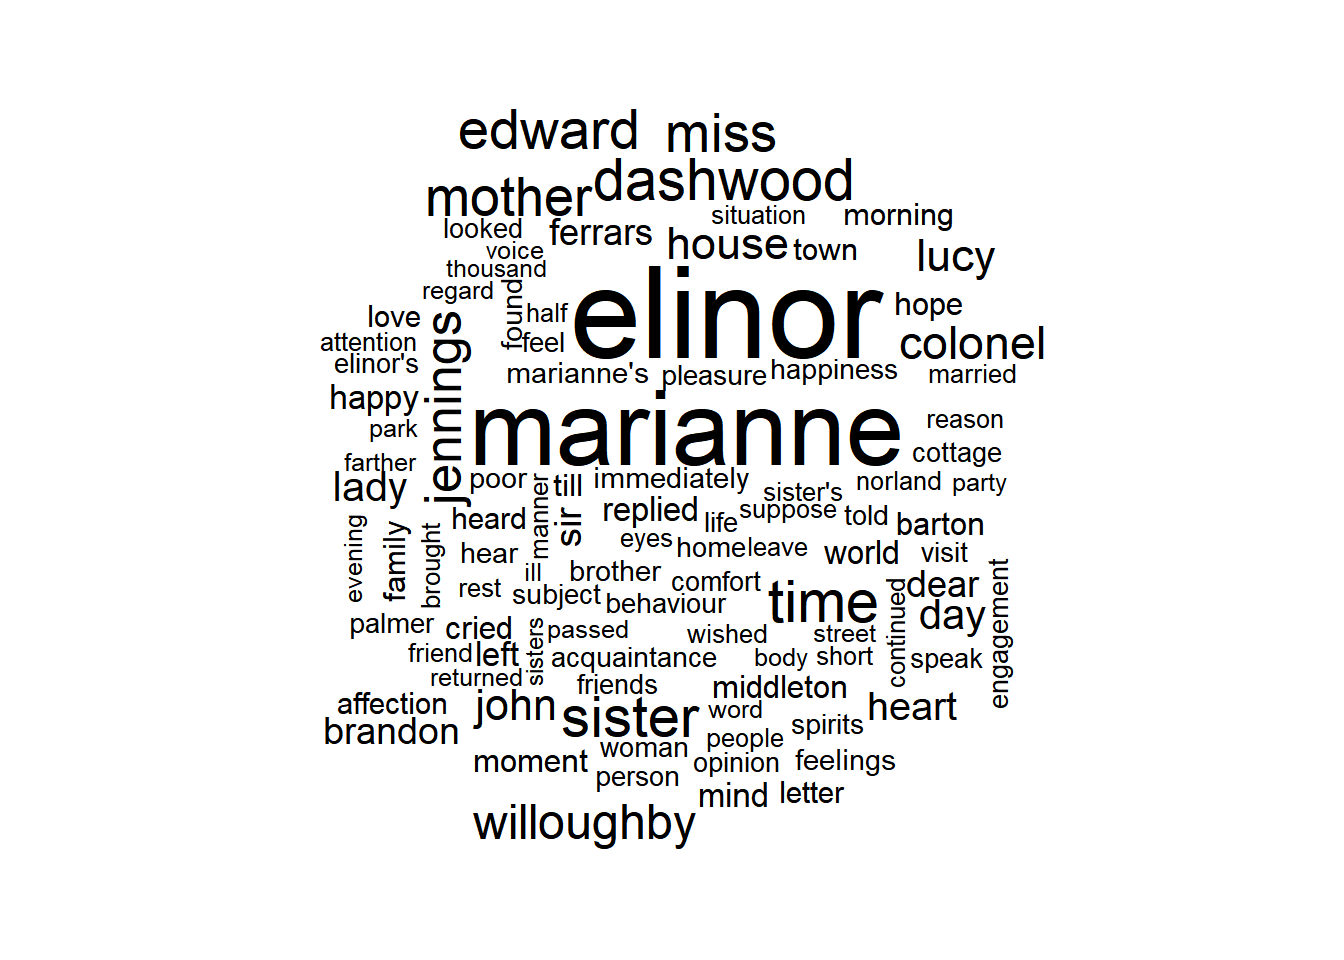 edward miss
mother dashwood
situation morning
looked ferrars house town lucy
voice
thousand
regard found half elinor hope
love
attention feel colonel
elinor's marianne's pleasure happiness married
happy jennings marianne reason
park
farther cottage
lady poor till immediately sister's norland party
heard manner sir replied life suppose told barton
evening family brought hear eyes home leave world visit
ill brother comfort
rest subject behaviour time dear
day
palmer cried sisters passed wished street continued engagement
friend left acquaintance body short speak
returned friends middleton
affection john sister word heart
brandon spirits
woman people
moment person opinion feelings
mind letter
willoughby